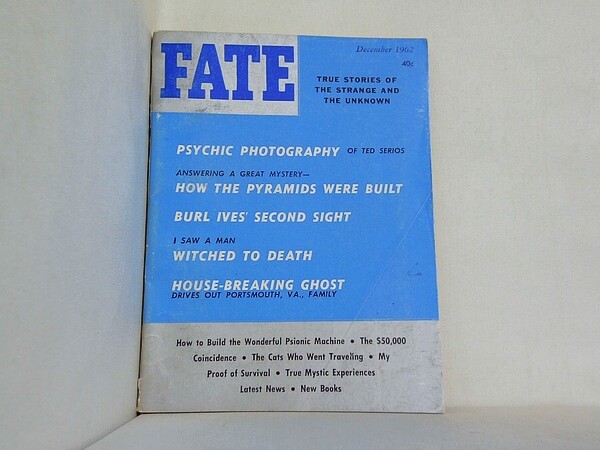 FATE
December 1962
40¢
TRUE STORIES OF
THE STRANGE AND
THE UNKNOWN
PSYCHIC PHOTOGRAPHY OF TED SERIOS
ANSWERING A GREAT MYSTERY—
HOW THE PYRAMIDS WERE BUILT
BURL IVES' SECOND SIGHT
I SAW A MAN
WITCHED TO DEATH
HOUSE-BREAKING GHOST
DRIVES OUT PORTSMOUTH, VA., FAMILY
How to Build the Wonderful Psionic Machine • The $50,000
Coincidence • The Cats Who Went Traveling • My
Proof of Survival • True Mystic Experiences
Latest News • New Books